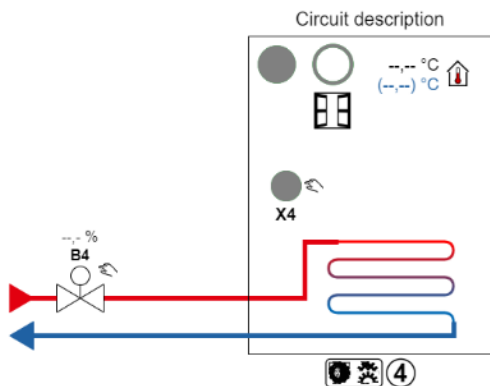 Circuit description
--,-- °C
(--,--) °C
X4
--,- %
B4
4